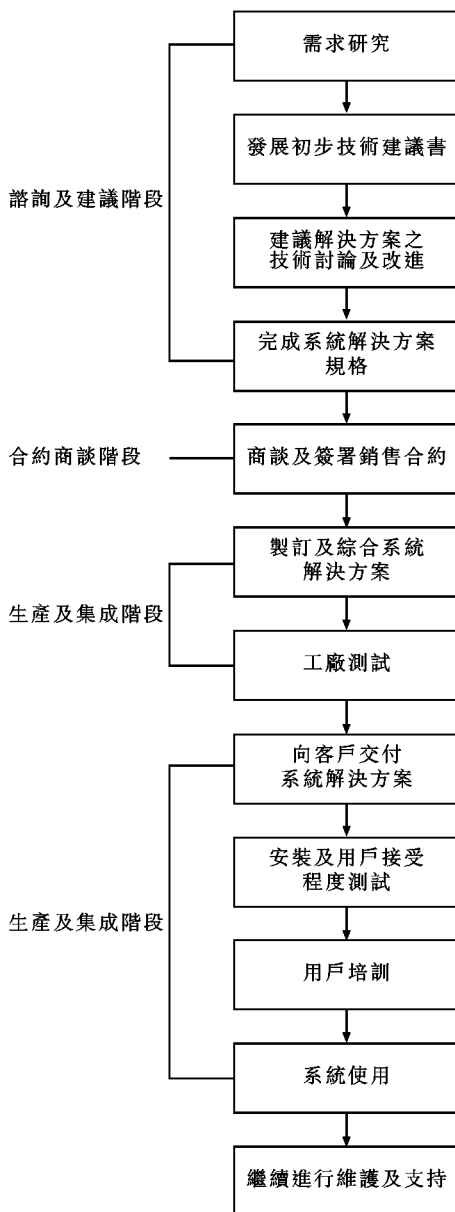 需求研究
發展初步技術建議書
諮詢及建議階段
建議解決方案之
技術討論及改進
完成系統解決方案
規格
合約商談階段
商談及簽署銷售合約
製訂及綜合系統
解決方案
生產及集成階段
工廠測試
向客戶交付
系統解決方案
安裝及用戶接受
程度測試
生產及集成階段
用戶培訓
系統使用
繼續進行維護及支持